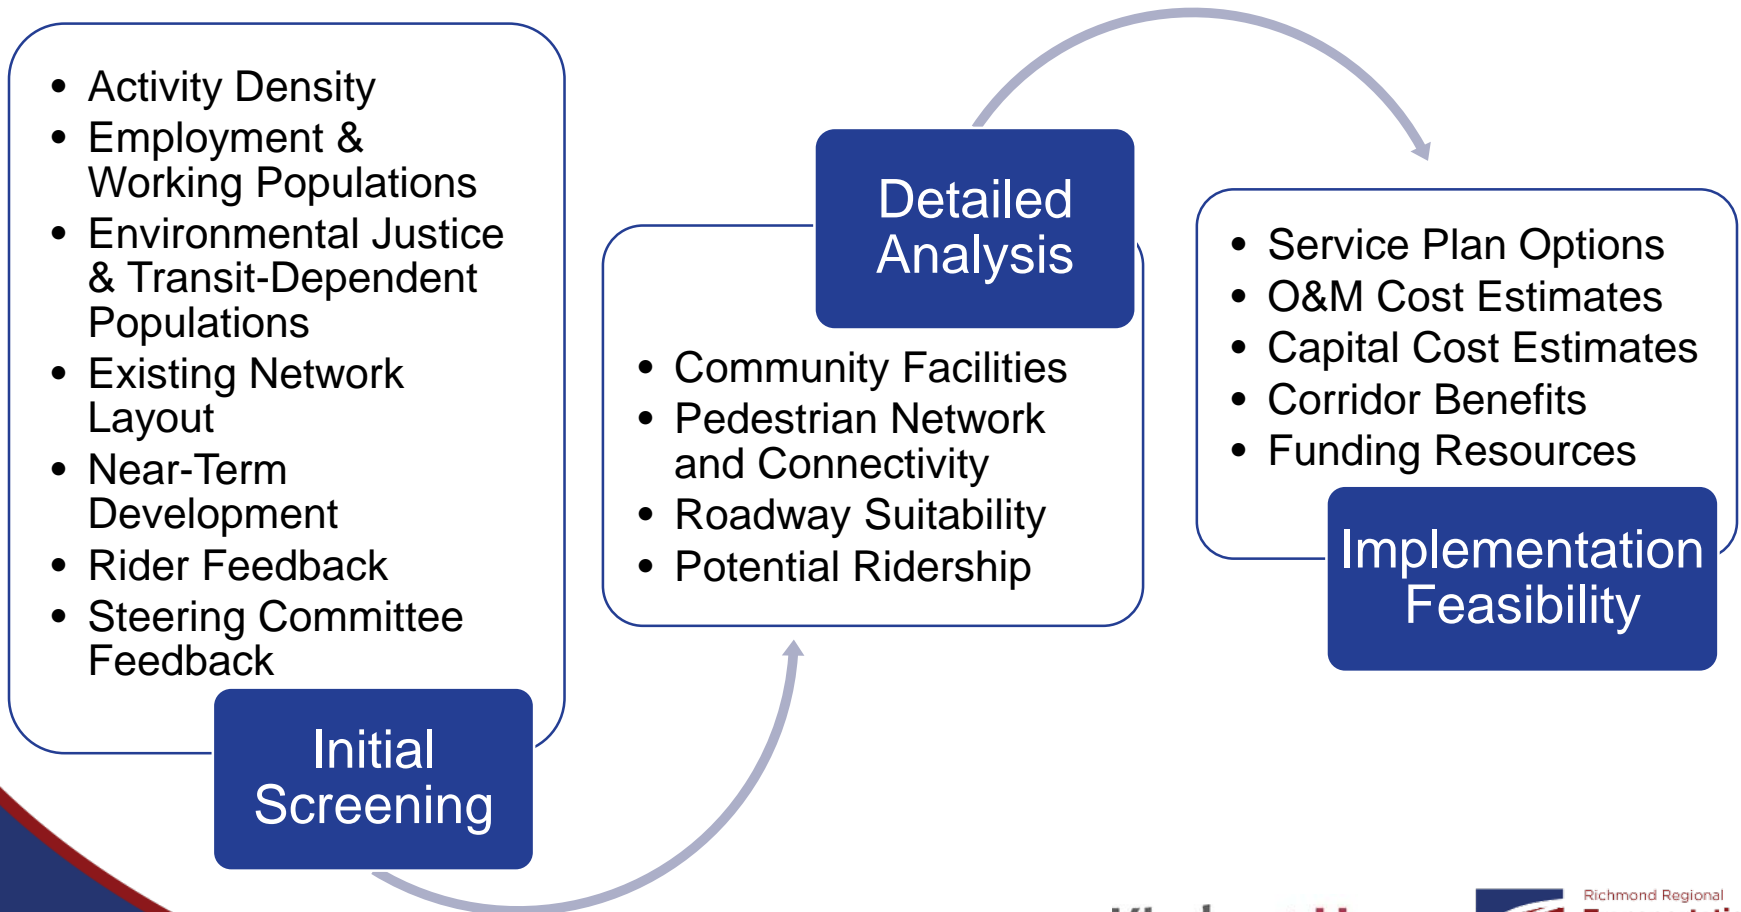 • Activity Density
• Employment &
Working Populations
• Environmental Justice
& Transit-Dependent
Populations
• Existing Network
Layout
• Near-Term
Development
• Rider Feedback
• Steering Committee
Feedback
Initial
Screening
Detailed
Analysis
• Community Facilities
• Pedestrian Network
and Connectivity
• Roadway Suitability
• Potential Ridership
• Service Plan Options
• O&M Cost Estimates
• Capital Cost Estimates
• Corridor Benefits
• Funding Resources
Implementation
Feasibility
Richmond Regional